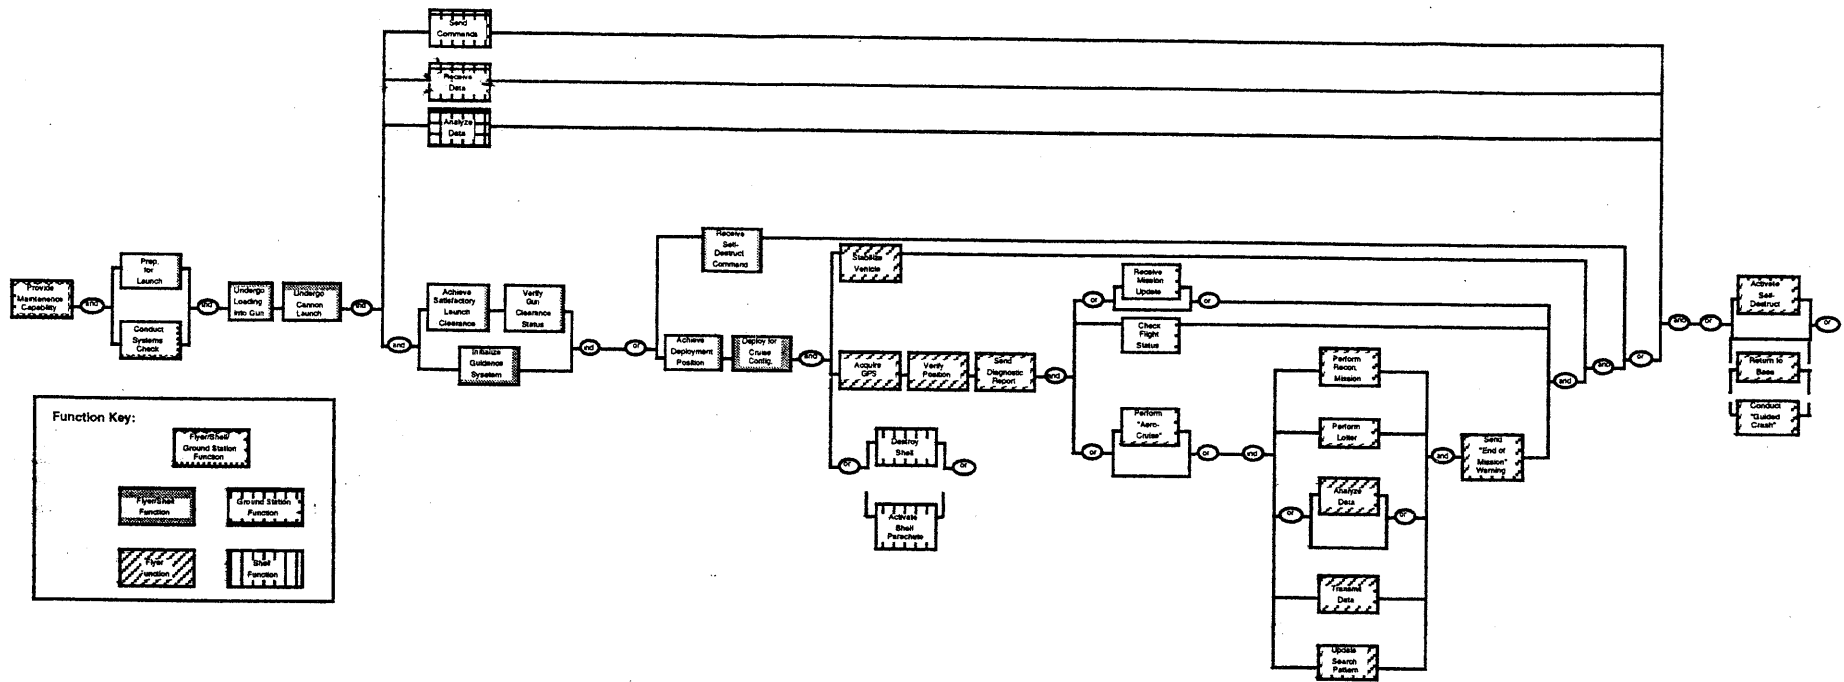 Send
Commands
Receive
Data
Analyze
Data
Provide
Maintenence
Capability
and
Prep.
for
Launch
Conduct
Systems
Check
and
Undergo
Loading
into Gun
Undergo
Cannon
Launch
and
and
Achieve
Satisfactory
Launch
Clearance
Verify
Gun
Clearance
Status
Initialize
Guidance
Sysetem
and
or
Receive
Self-
Destruct
Command
Achieve
Deployment
Position
Deploy for
Cruise
Config.
and
Stabilize
Vehicle
Acquire
GPS
Verify
Position
Send
Diagnostic
Report
and
or
Destroy
Shell
or
Activate
Shell
Parachute
or
Receive
Mission
Update
or
Check
Flight
Status
or
Perform
"Aero-
Cruise"
or
and
Perform
Recon.
Mission
Perform
Loiter
or
Analyze
Data
or
Transmit
Data
Update
Search
Pattern
and
Send
"End of
Mission"
Warning
and
and
or
and
or
Activate
Self-
Destruct
or
Return to
Base
Conduct
"Guided
Crash"
Function Key:
Flyer/Shell/
Ground Station
Function
Flyer/Shell
Function
Ground Station
Function
Flyer
Function
Shell
Function